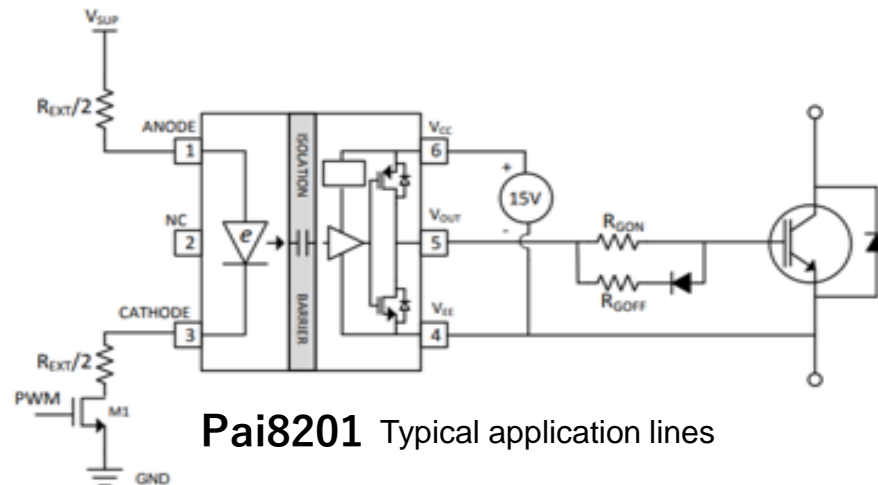 VSUP
REXT/2
ANODE
1
NC
2
CATHODE
3
REXT/2
PWM
M1
GND
ISOLATION
BARRIER
e
VCC
6
+
15V
-
VOUT
5
VEE
4
RGON
RGOFF
Pai8201 Typical application lines